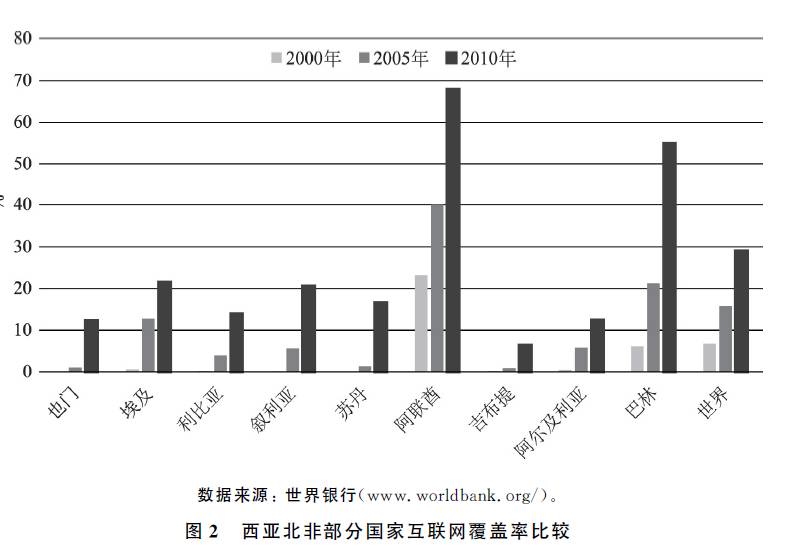 80
2000年 2005年 2010年
70
60
50
40
30
20
10
0
也门 埃及 利比亚 叙利亚 苏丹 阿联酋 吉布提 阿尔及利亚 巴林 世界
数据来源：世界银行(www.worldbank.org/)。
图2 西亚北非部分国家互联网覆盖率比较